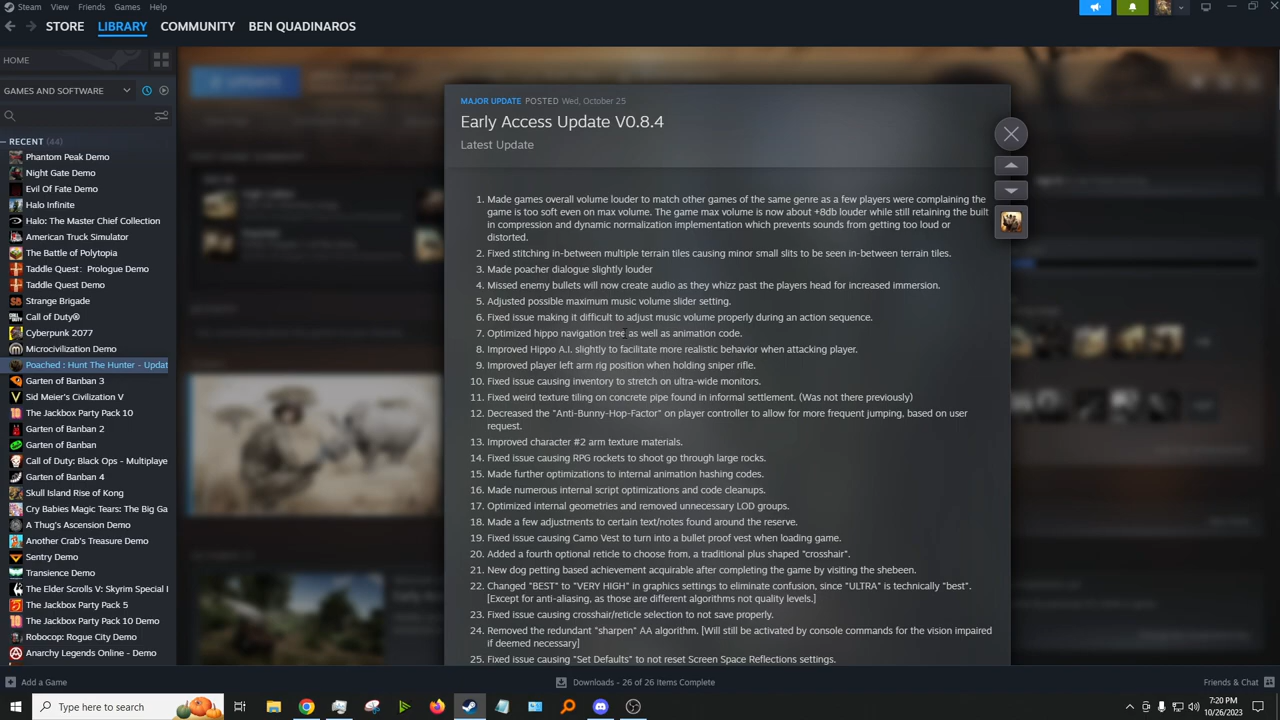 Steam View Friends Games Help
STORE LIBRARY COMMUNITY BEN QUADINAROS
HOME
GAMES AND SOFTWARE
RECENT (44)
Phantom Peak Demo
Night Gate Demo
Evil Of Fate Demo
Halo Infinite
Halo: The Master Chief Collection
American Truck Simulator
The Battle of Polytopia
Taddle Quest: Prologue Demo
Taddle Quest Demo
Strange Brigade
Call of Duty®
Cyberpunk 2077
Microcivilization Demo
Poached : Hunt The Hunter - Updat
Garten of Banban 3
Sid Meier's Civilization V
The Jackbox Party Pack 10
Garten of Banban 2
Garten of Banban
Call of Duty: Black Ops - Multiplaye
Garten of Banban 4
Skull Island Rise of Kong
Cry Babies Magic Tears: The Big Ga
A Thug's Ascension Demo
Another Crab's Treasure Demo
Sentry Demo
Transience Demo
The Elder Scrolls V: Skyrim Special I
The Jackbox Party Pack 5
The Jackbox Party Pack 10 Demo
Robocop: Rogue City Demo
Anarchy Legends Online - Demo
MAJOR UPDATE POSTED Wed, October 25
Early Access Update V0.8.4
Latest Update
1. Made games overall volume louder to match other games of the same genre as a few players were complaining the
game is too soft even on max volume. The game max volume is now about +8db louder while still retaining the built
in compression and dynamic normalization implementation which prevents sounds from getting too loud or
distorted.
2. Fixed stitching in-between multiple terrain tiles causing minor small slits to be seen in-between terrain tiles.
3. Made poacher dialogue slightly louder
4. Missed enemy bullets will now create audio as they whizz past the players head for increased immersion.
5. Adjusted possible maximum music volume slider setting.
6. Fixed issue making it difficult to adjust music volume properly during an action sequence.
7. Optimized hippo navigation tree as well as animation code.
8. Improved Hippo A.I. slightly to facilitate more realistic behavior when attacking player.
9. Improved player left arm rig position when holding sniper rifle.
10. Fixed issue causing inventory to stretch on ultra-wide monitors.
11. Fixed weird texture tiling on concrete pipe found in informal settlement. (Was not there previously)
12. Decreased the "Anti-Bunny-Hop-Factor" on player controller to allow for more frequent jumping, based on user
request.
13. Improved character #2 arm texture materials.
14. Fixed issue causing RPG rockets to shoot go through large rocks.
15. Made further optimizations to internal animation hashing codes.
16. Made numerous internal script optimizations and code cleanups.
17. Optimized internal geometries and removed unnecessary LOD groups.
18. Made a few adjustments to certain text/notes found around the reserve.
19. Fixed issue causing Camo Vest to turn into a bullet proof vest when loading game.
20. Added a fourth optional reticle to choose from, a traditional plus shaped "crosshair".
21. New dog petting based achievement acquirable after completing the game by visiting the shebeen.
22. Changed "BEST" to "VERY HIGH" in graphics settings to eliminate confusion, since "ULTRA" is technically "best".
[Except for anti-aliasing, as those are different algorithms not quality levels.]
23. Fixed issue causing crosshair/reticle selection to not save properly.
24. Removed the redundant "sharpen" AA algorithm. [Will still be activated by console commands for the vision impaired
if deemed necessary]
25. Fixed issue causing "Set Defaults" to not reset Screen Space Reflections settings.
Add a Game
Downloads - 26 of 26 Items Complete
Friends & Chat
Type here to search
7:20 PM
10/26/2023